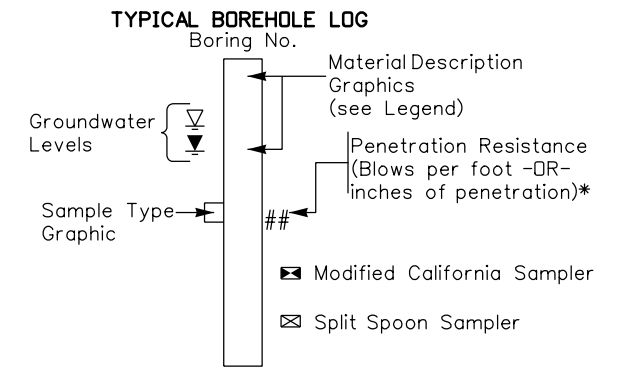 TYPICAL BOREHOLE LOG
Boring No.
Material Description
Graphics
(see Legend)
Groundwater
Levels
Penetration Resistance
(Blows per foot -OR-
inches of penetration)*
Sample Type
Graphic
##
Modified California Sampler
Split Spoon Sampler